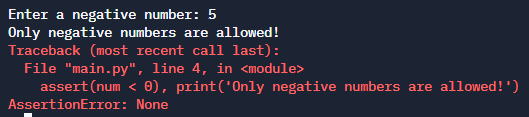 Enter a negative number: 5
Only negative numbers are allowed!
Traceback (most recent call last):
  File "main.py", line 4, in <module>
    assert(num < 0), print('Only negative numbers are allowed!')
AssertionError: None